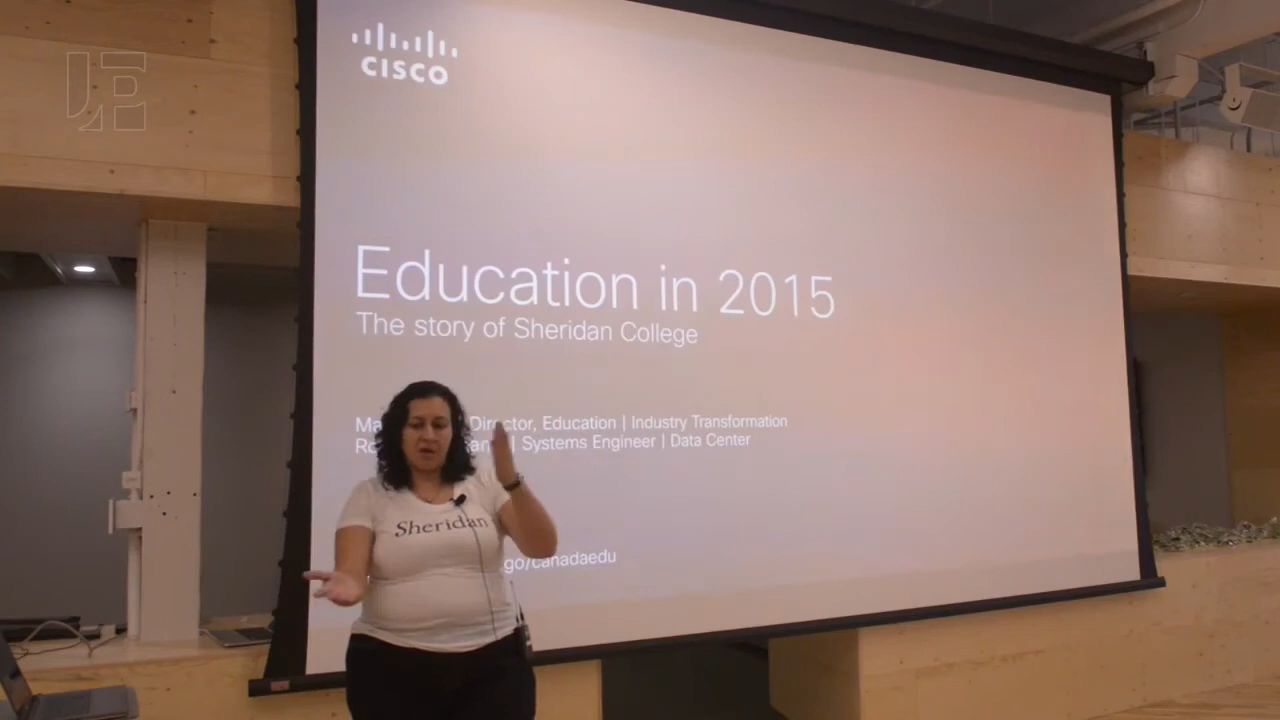 CISCO
Education in 2015
The story of Sheridan College
Director, Education | Industry Transformation
| Systems Engineer | Data Center
Sheridan
go/canadaedu